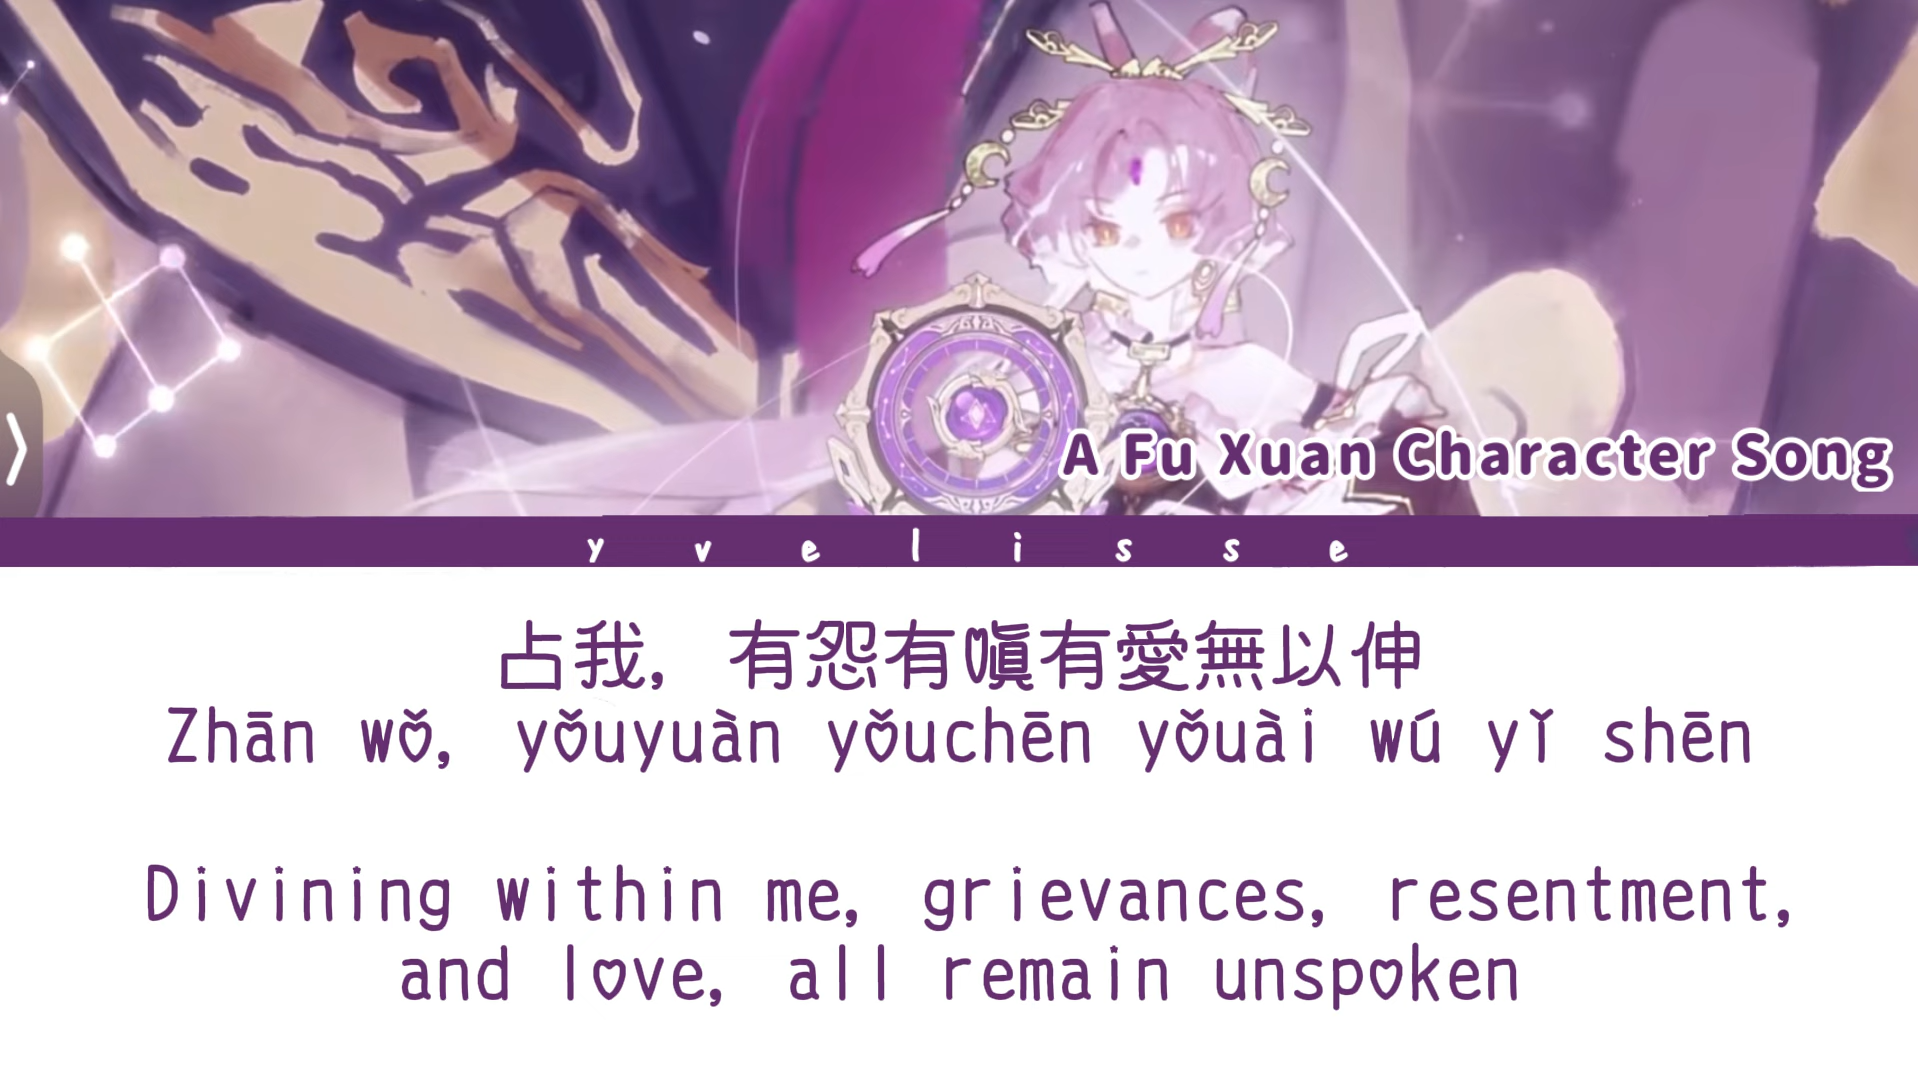 A Fu Xuan Character Song
yvelisse
占我, 有怨有嗔有愛無以伸
Zhān wǒ, yǒuyuàn yǒuchēn yǒuài wú yǐ shēn
Divining within me, grievances, resentment,
and love, all remain unspoken